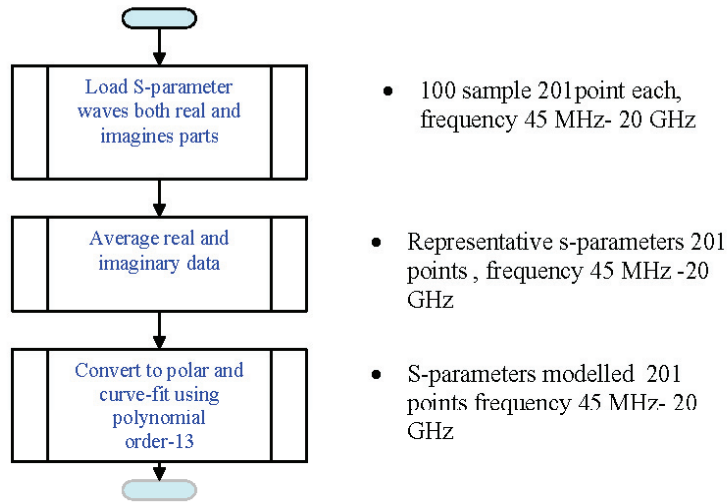 Load S-parameter
waves both real and
imagines parts
• 100 sample 201point each,
frequency 45 MHz- 20 GHz
Average real and
imaginary data
• Representative s-parameters 201
points , frequency 45 MHz -20
GHz
Convert to polar and
curve-fit using
polynomial
order-13
• S-parameters modelled 201
points frequency 45 MHz- 20
GHz